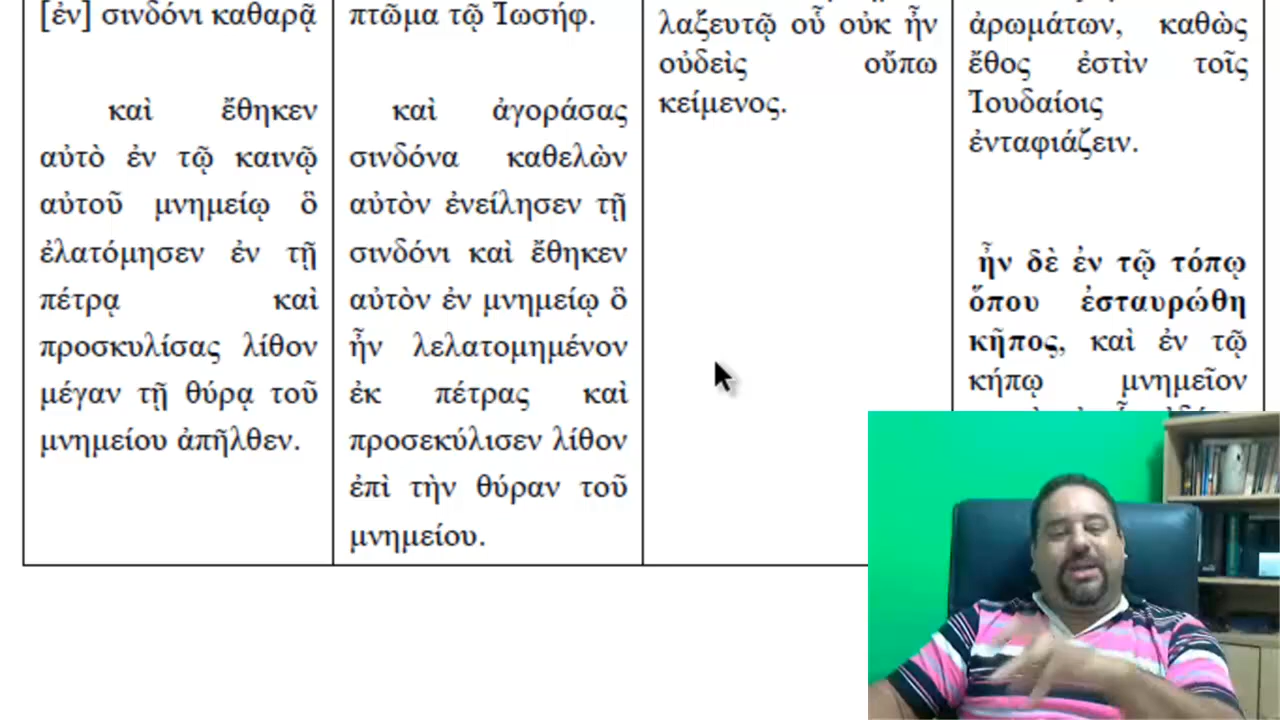 [ἐν] σινδόνι καθαρᾷ
καὶ ἔθηκεν
αὐτὸ ἐν τῷ καινῷ
αὐτοῦ μνημείῳ ὃ
ἐλατόμησεν ἐν τῇ
πέτρᾳ καὶ
προσκυλίσας λίθον
μέγαν τῇ θύρᾳ τοῦ
μνημείου ἀπῆλθεν.
πτῶμα τῷ Ἰωσήφ.
καὶ ἀγοράσας
σινδόνα καθελὼν
αὐτὸν ἐνείλησεν τῇ
σινδόνι καὶ ἔθηκεν
αὐτὸν ἐν μνημείῳ ὃ
ἦν λελατομημένον
ἐκ πέτρας καὶ
προσεκύλισεν λίθον
ἐπὶ τὴν θύραν τοῦ
μνημείου.
λαξευτῷ οὗ οὐκ ἦν
οὐδεὶς οὔπω
κείμενος.
ἀρωμάτων, καθὼς
ἔθος ἐστὶν τοῖς
Ἰουδαίοις
ἐνταφιάζειν.
ἦν δὲ ἐν τῷ τόπῳ
ὅπου ἐσταυρώθη
κῆπος, καὶ ἐν τῷ
κήπῳ μνημεῖον